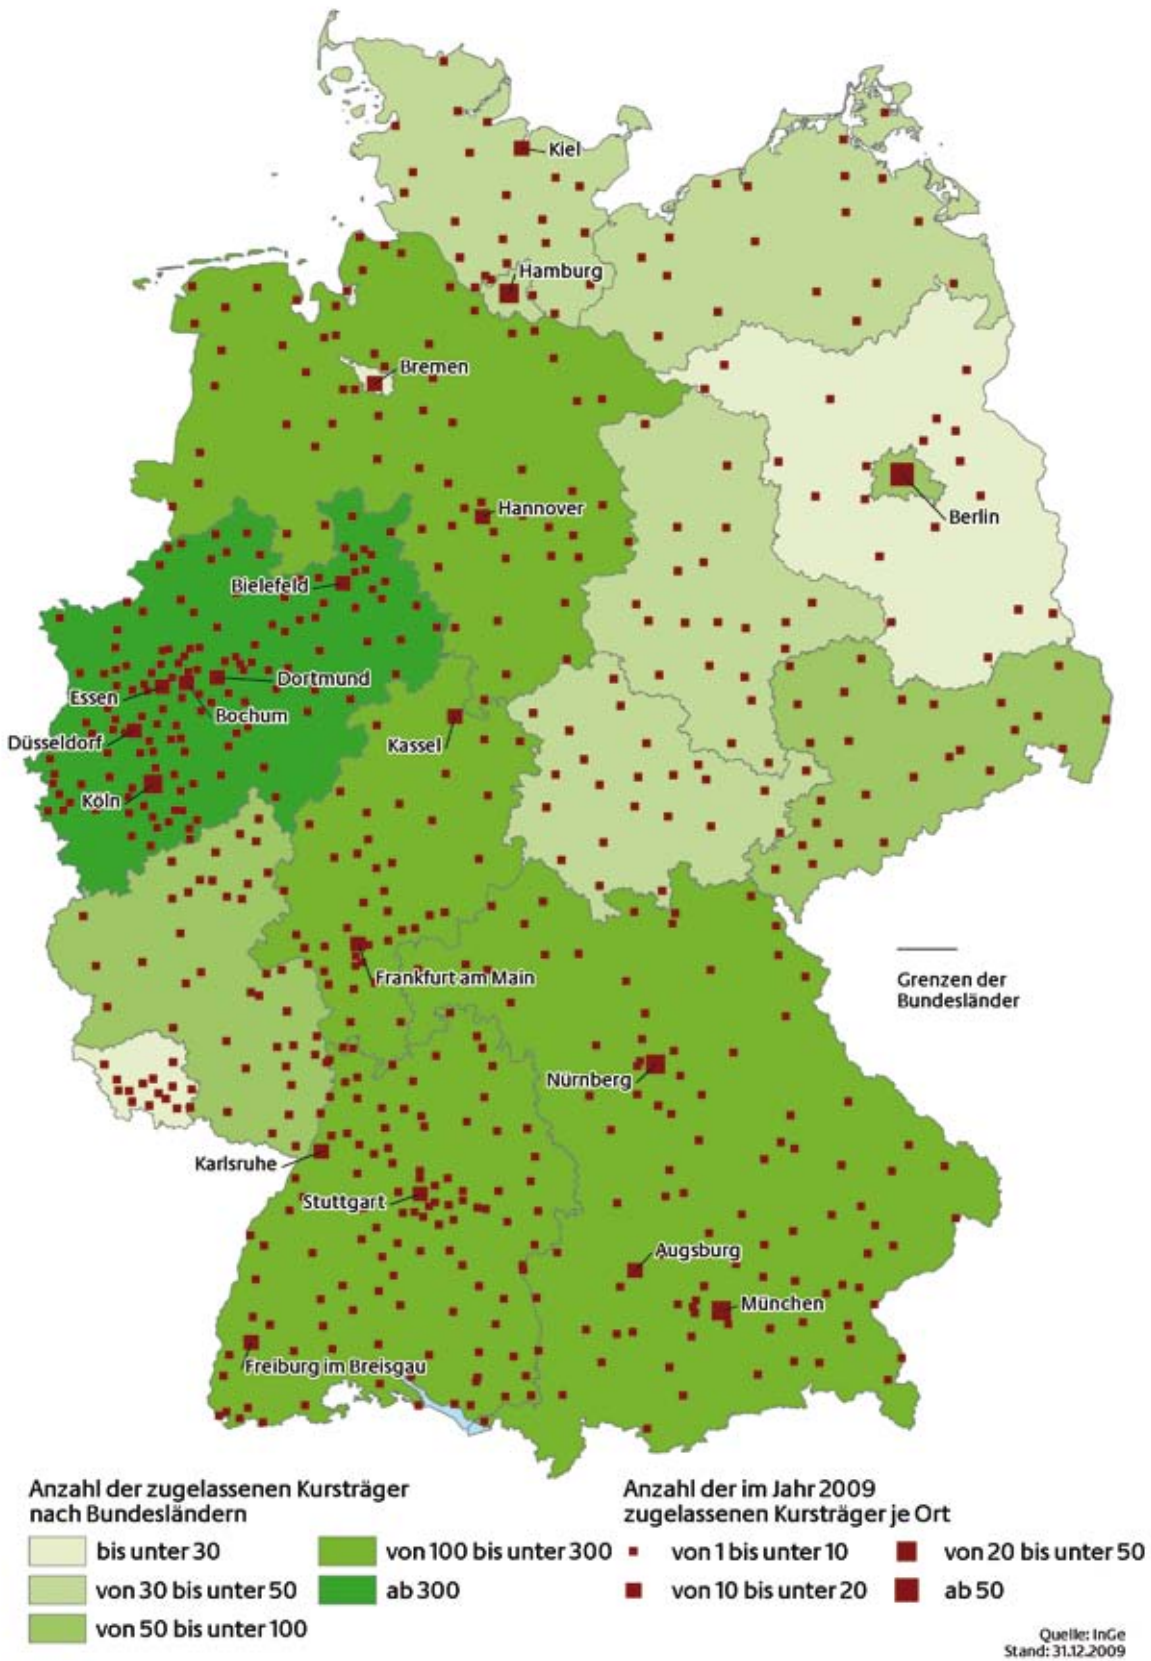 Kiel
Hamburg
Bremen
Hannover
Berlin
Bielefeld
Dortmund
Essen
Bochum
Düsseldorf
Kassel
Köln
Grenzen der
Bundesländer
Frankfurt am Main
Nürnberg
Karlsruhe
Stuttgart
Augsburg
München
Freiburg im Breisgau
Anzahl der zugelassenen Kursträger
nach Bundesländern
bis unter 30
von 30 bis unter 50
von 50 bis unter 100
von 100 bis unter 300
ab 300
Anzahl der im Jahr 2009
zugelassenen Kursträger je Ort
von 1 bis unter 10
von 10 bis unter 20
von 20 bis unter 50
ab 50
Quelle: InGe
Stand: 31.12.2009